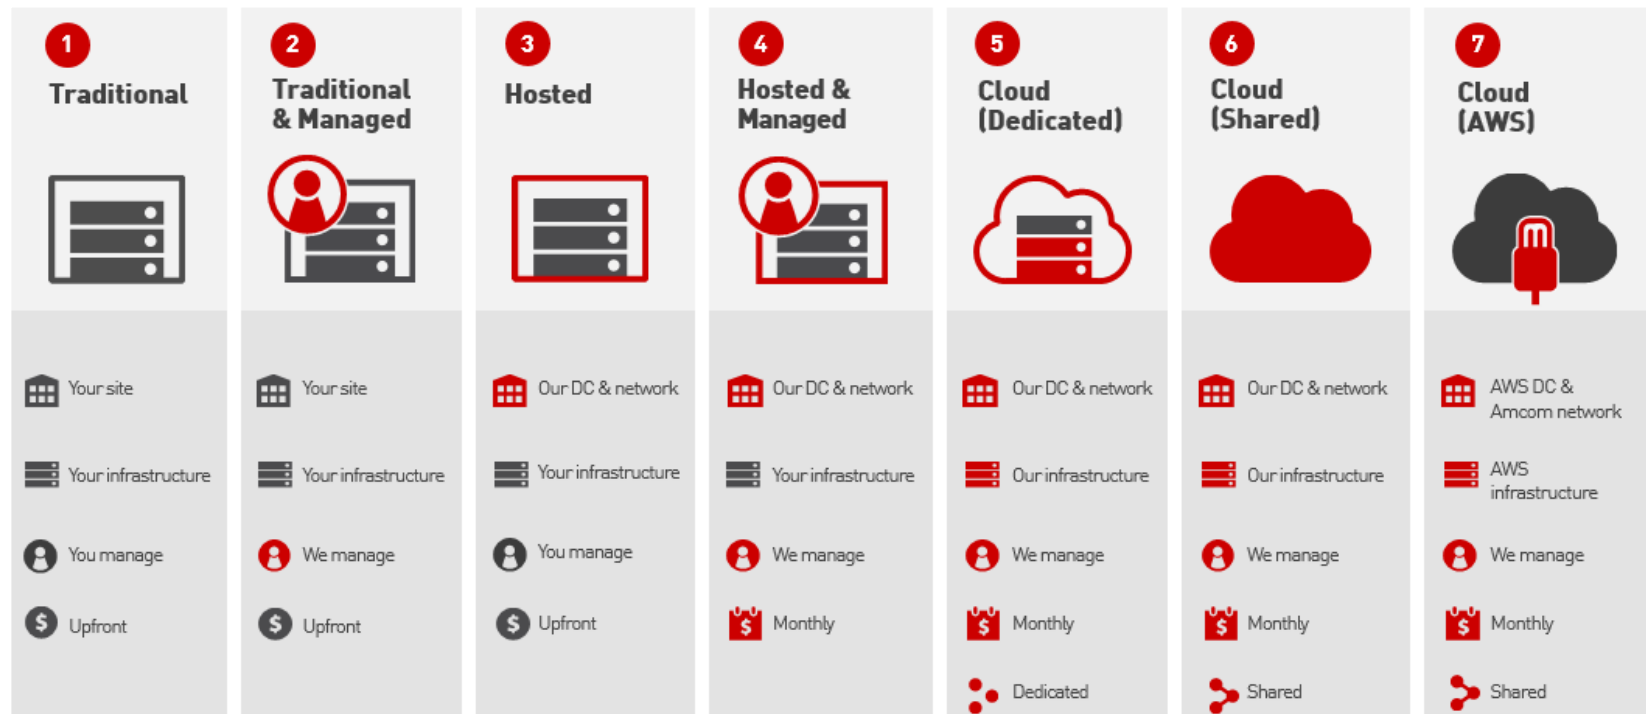 1
Traditional
Your site
Your infrastructure
You manage
$ Upfront
2
Traditional
& Managed
Your site
Your infrastructure
We manage
$ Upfront
3
Hosted
Our DC & network
Your infrastructure
You manage
$ Upfront
4
Hosted &
Managed
Our DC & network
Your infrastructure
We manage
$ Monthly
5
Cloud
(Dedicated)
Our DC & network
Our infrastructure
We manage
$ Monthly
Dedicated
6
Cloud
(Shared)
Our DC & network
Our infrastructure
We manage
$ Monthly
Shared
7
Cloud
(AWS)
AWS DC &
Amcom network
AWS
infrastructure
We manage
$ Monthly
Shared